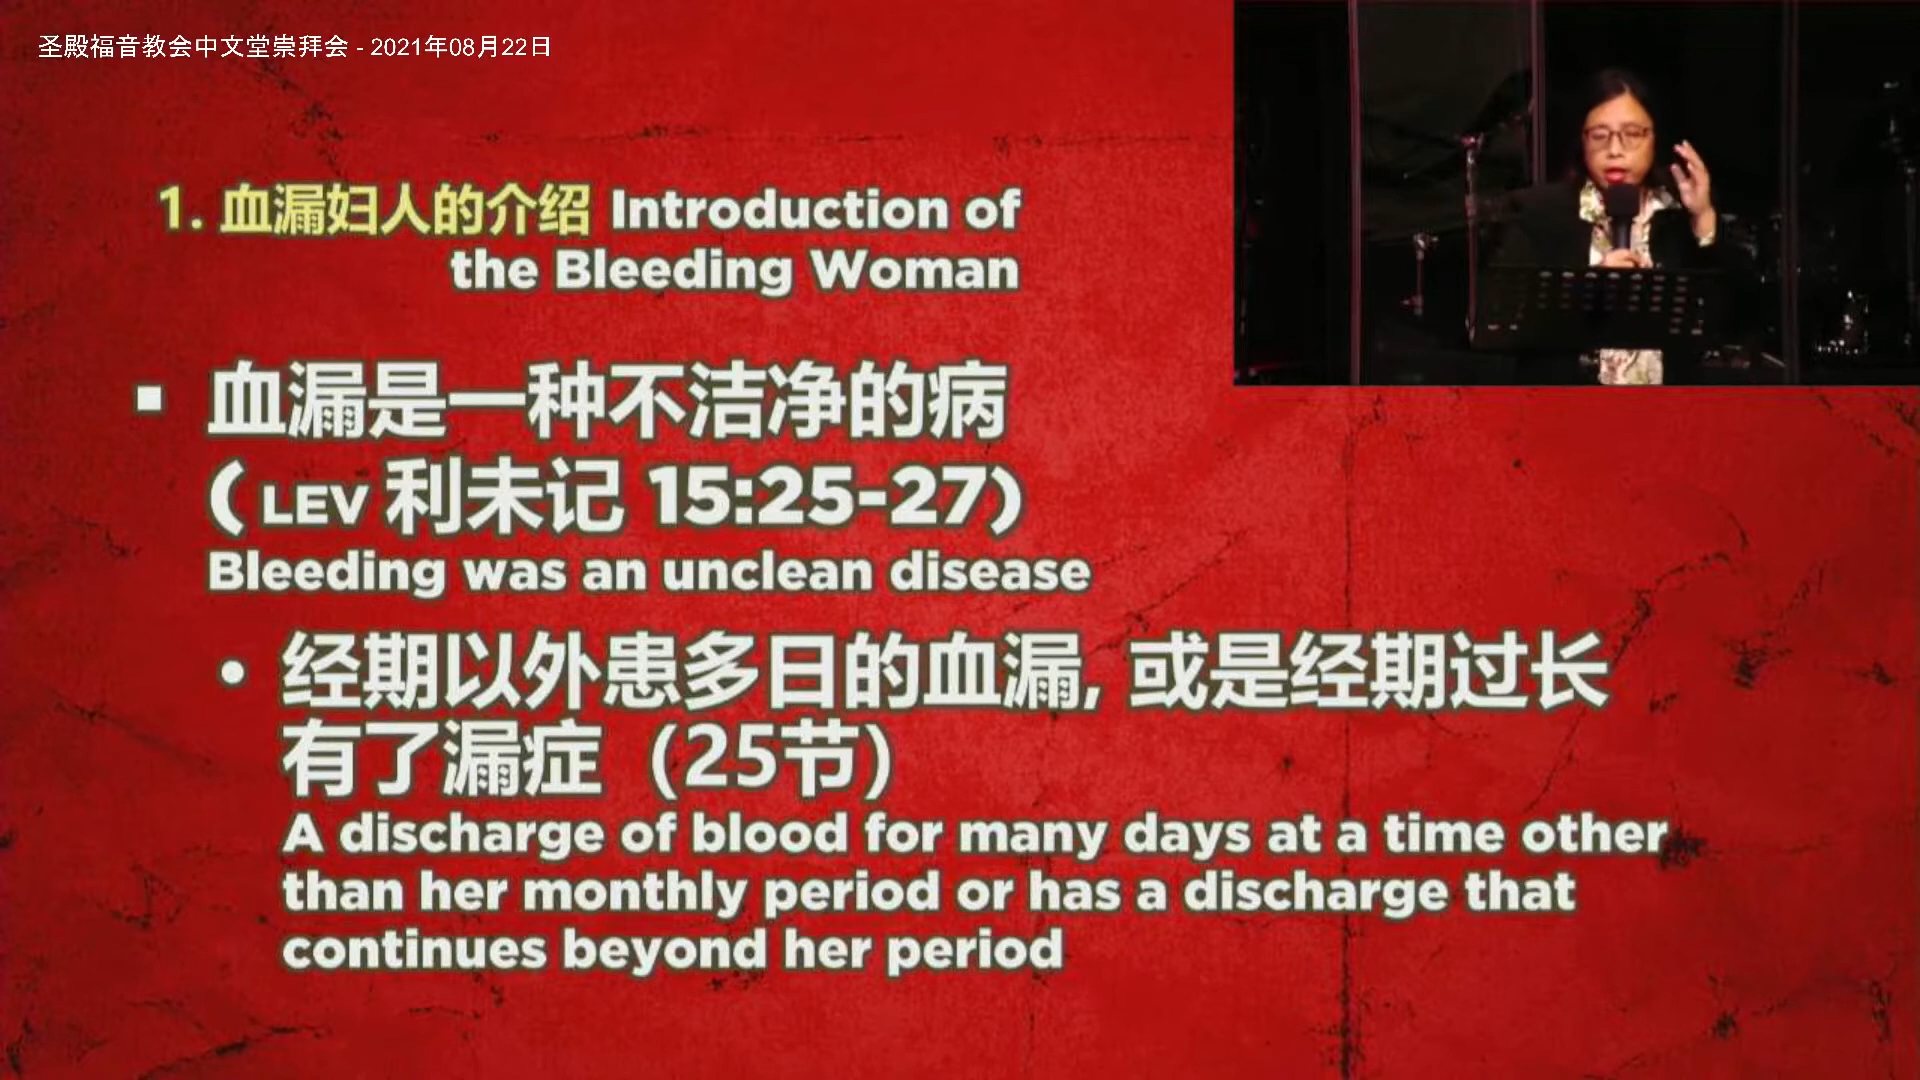 圣殿福音教会中文堂崇拜会 - 2021年08月22日
1. 血漏妇人的介绍 Introduction of
the Bleeding Woman
▪ 血漏是一种不洁净的病
( LEV 利未记 15:25-27)
Bleeding was an unclean disease
• 经期以外患多日的血漏, 或是经期过长
有了漏症（25节）
A discharge of blood for many days at a time other
than her monthly period or has a discharge that
continues beyond her period